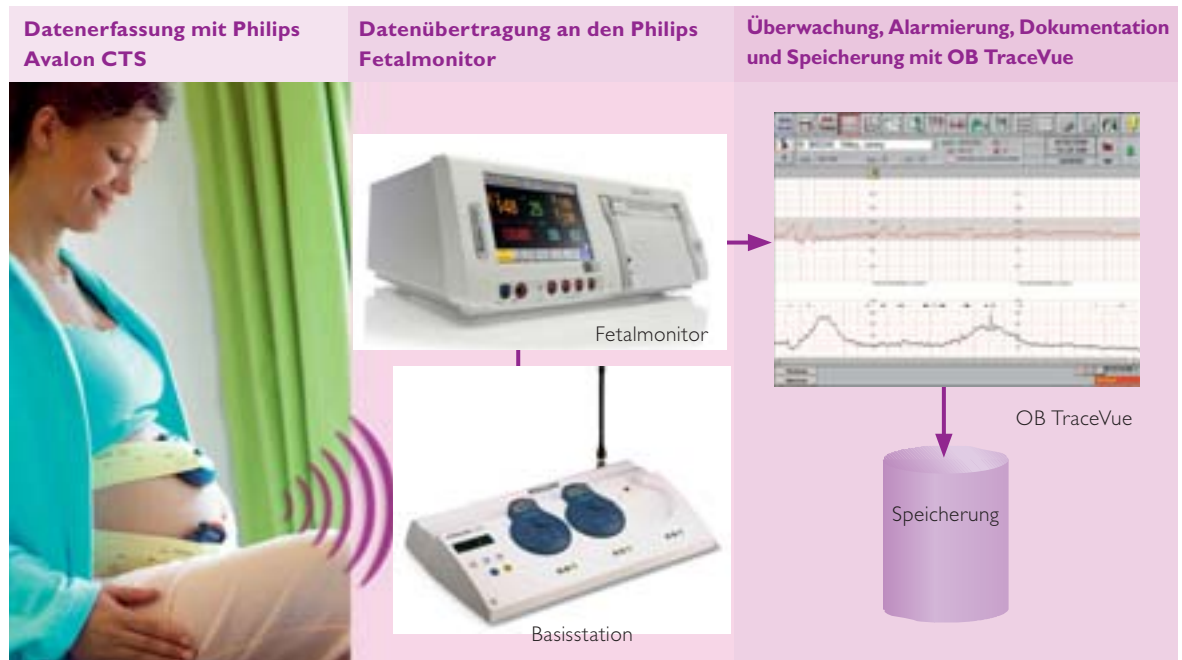 Datenerfassung mit Philips
Avalon CTS
Datenübertragung an den Philips
Fetalmonitor
Überwachung, Alarmierung, Dokumentation
und Speicherung mit OB TraceVue
Fetalmonitor
Basisstation
OB TraceVue
Speicherung